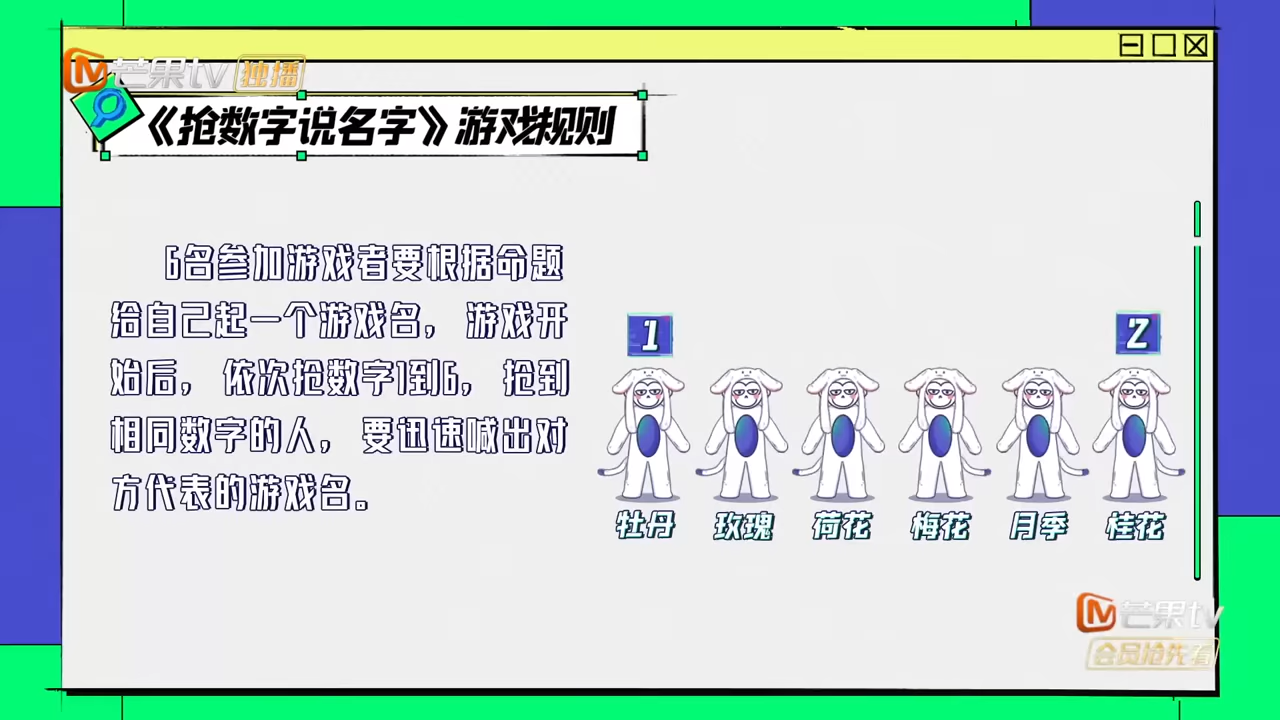 芒果tv 独播
《抢数字说名字》游戏规则
6名参加游戏者要根据命题
给自己起一个游戏名，游戏开
始后，依次抢数字1到6，抢到
相同数字的人，要迅速喊出对
方代表的游戏名。
1 2
牡丹 玫瑰 荷花 梅花 月季 桂花
芒果tv
会员抢先看